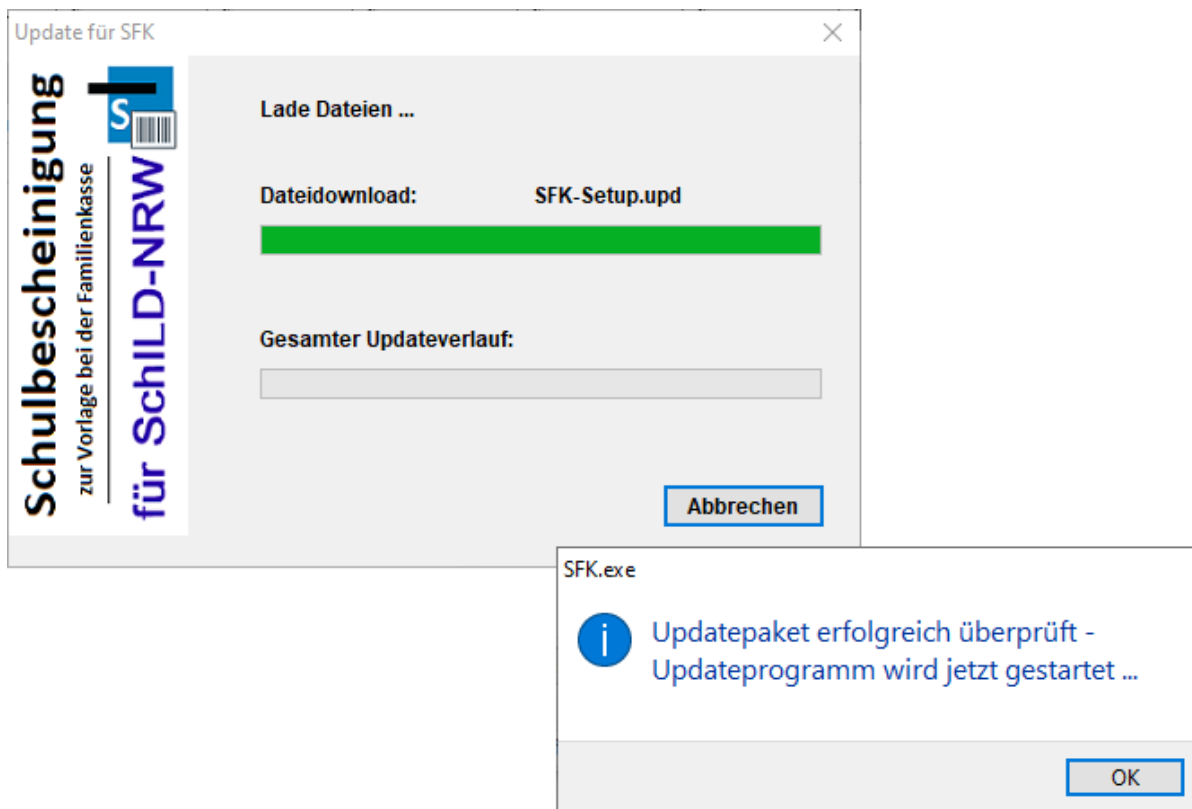 Update für SFK
Schulbescheinigung
zur Vorlage bei der Familienkasse
für SchILD-NRW
S
Lade Dateien ...
Dateidownload: SFK-Setup.upd
Gesamter Updateverlauf:
Abbrechen
SFK.exe
i
Updatepaket erfolgreich überprüft -
Updateprogramm wird jetzt gestartet ...
OK